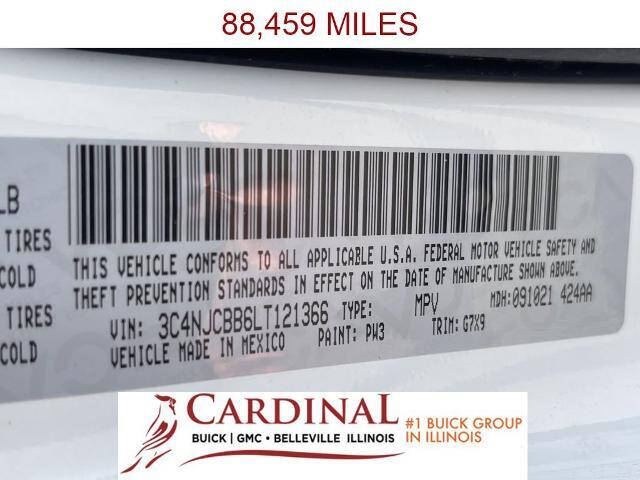 88,459 MILES
LB
TIRES
COLD
TIRES
COLD
THIS VEHICLE CONFORMS TO ALL APPLICABLE U.S.A. FEDERAL MOTOR VEHICLE SAFETY AND
THEFT PREVENTION STANDARDS IN EFFECT ON THE DATE OF MANUFACTURE SHOWN ABOVE.
VIN: 3C4NJCBB6LT121366 TYPE: MPV MDH:091021 424AA
VEHICLE MADE IN MEXICO PAINT: PW3 TRIM: G7X9
CARDINAL
BUICK | GMC • BELLEVILLE ILLINOIS
#1 BUICK GROUP
IN ILLINOIS